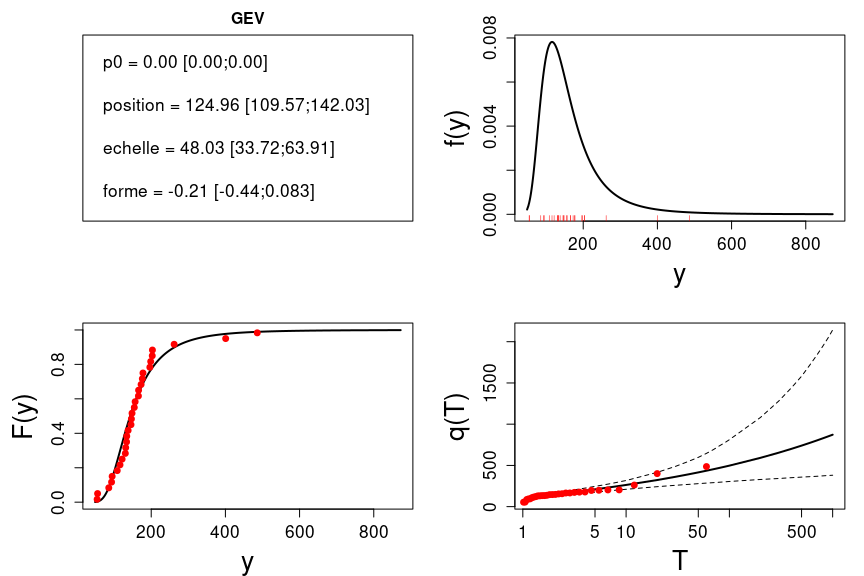 GEV
p0 = 0.00 [0.00;0.00]
position = 124.96 [109.57;142.03]
echelle = 48.03 [33.72;63.91]
forme = -0.21 [-0.44;0.083]
f(y)
0.000 0.004 0.008
200 400 600 800
y
F(y)
0.0 0.4 0.8
200 400 600 800
y
q(T)
0 500 1500
1 5 10 50 500
T